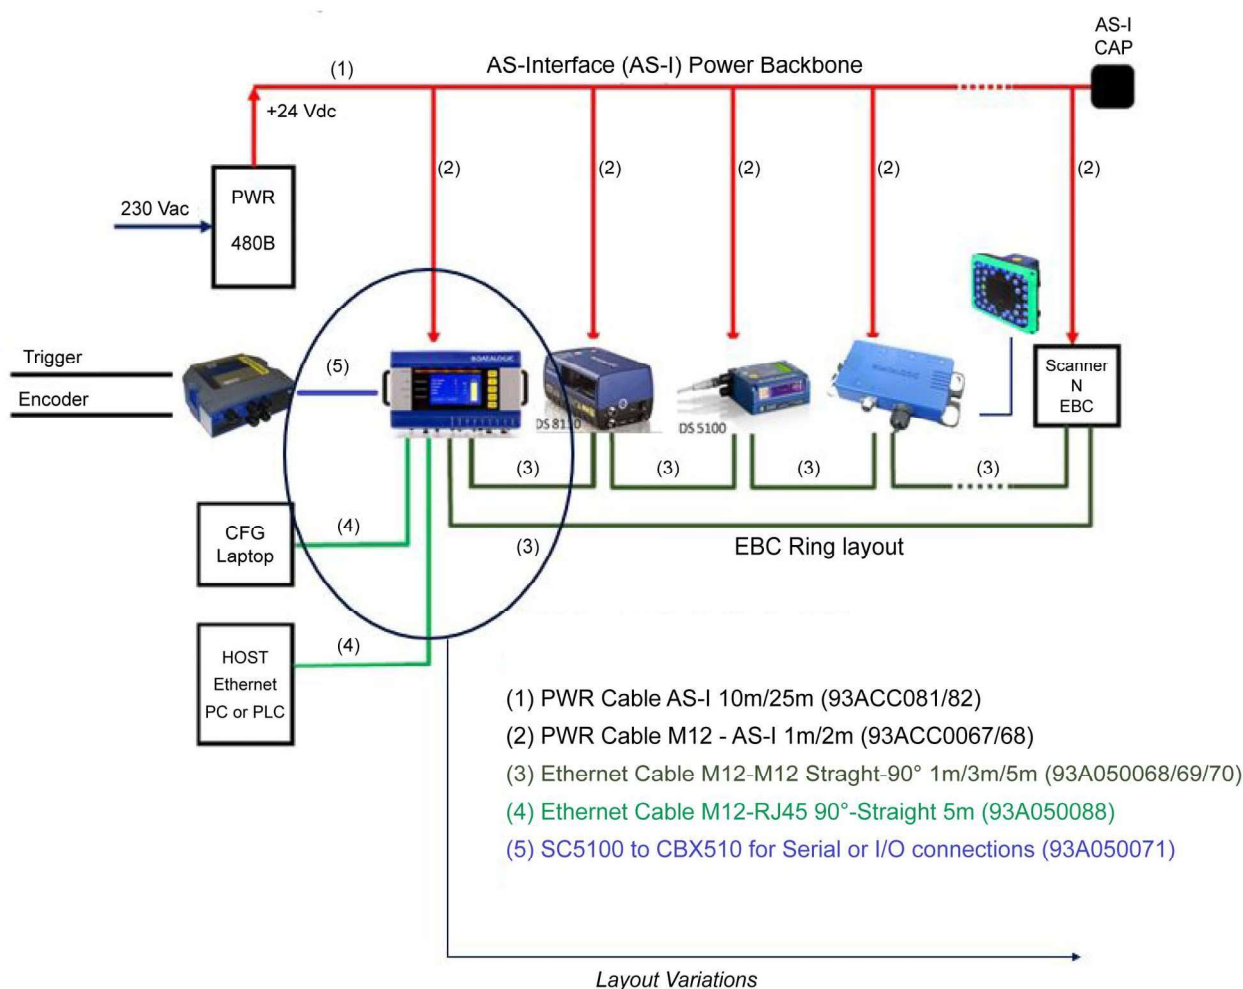 AS-I
CAP
(1)
AS-Interface (AS-I) Power Backbone
+24 Vdc
(2)
(2)
(2)
(2)
(2)
PWR
480B
230 Vac
Trigger
Encoder
(5)
DATALOGIC
DS 8110
DS 5100
Scanner
N
EBC
(3)
(3)
(3)
(3)
(3)
EBC Ring layout
CFG
Laptop
(4)
HOST
Ethernet
PC or PLC
(4)
(1) PWR Cable AS-I 10m/25m (93ACC081/82)
(2) PWR Cable M12 - AS-I 1m/2m (93ACC0067/68)
(3) Ethernet Cable M12-M12 Straght-90° 1m/3m/5m (93A050068/69/70)
(4) Ethernet Cable M12-RJ45 90°-Straight 5m (93A050088)
(5) SC5100 to CBX510 for Serial or I/O connections (93A050071)
Layout Variations